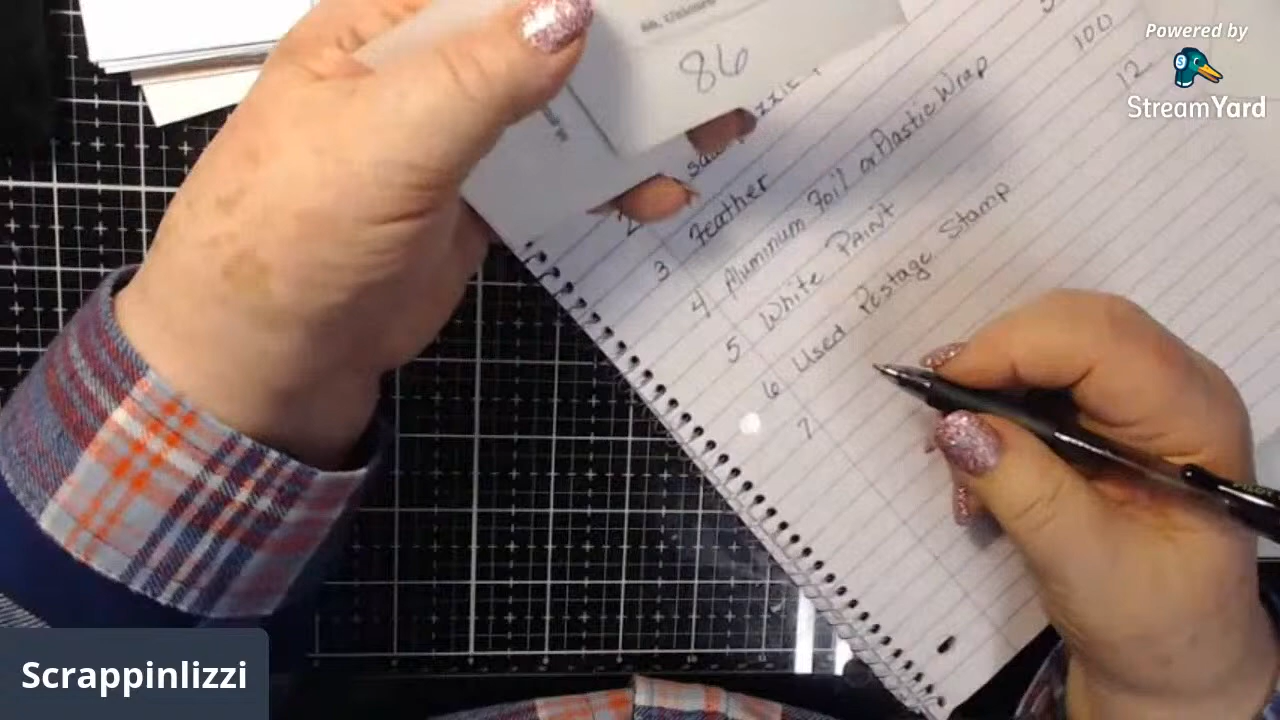 Powered by
StreamYard
86
100
12
2
3 Feather
4 Aluminum Foil or Plastic Wrap
5 White Paint
6 Used Postage Stamp
7
Scrappinlizzi